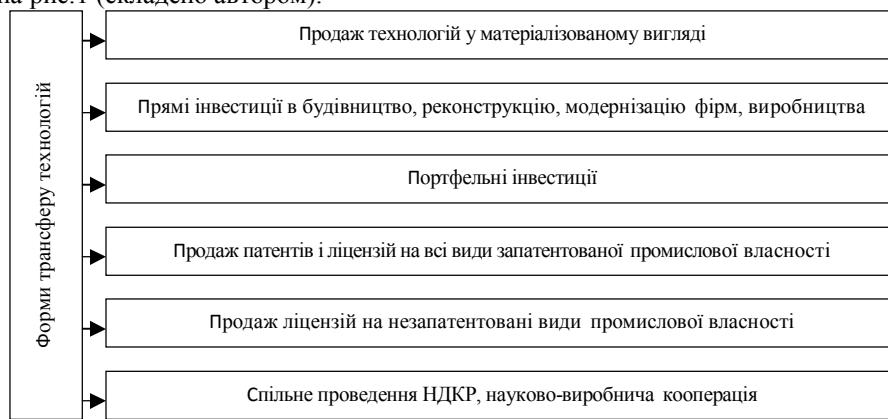 на рис.1 (складено автором).
Форми трансферу технологій
Продаж технологій у матеріалізованому вигляді
Прямі інвестиції в будівництво, реконструкцію, модернізацію фірм, виробництва
Портфельні інвестиції
Продаж патентів і ліцензій на всі види запатентованої промислової власності
Продаж ліцензій на незапатентовані види промислової власності
Спільне проведення НДКР, науково-виробнича кооперація